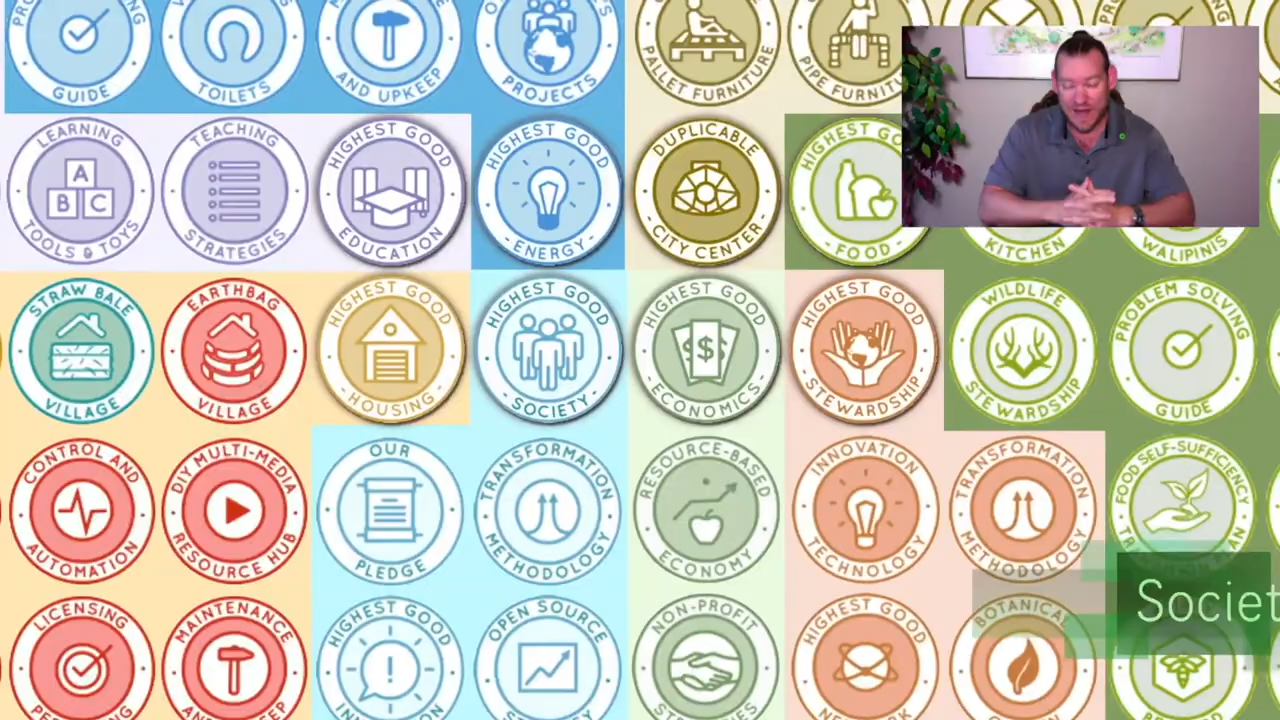 GUIDE
TOILETS
AND UPKEEP
PROJECTS
PALLET FURNITURE
LEARNING
TOOLS & TOYS
A
B C
TEACHING
STRATEGIES
HIGHEST GOOD
EDUCATION
HIGHEST GOOD
ENERGY
DUPLICABLE
CITY CENTER
HIGHEST GO
FOOD
KITCHEN
WALIPINIS
STRAW BALE
VILLAGE
EARTHBAG
VILLAGE
HIGHEST GOOD
HOUSING
HIGHEST GOOD
SOCIETY
HIGHEST GOOD
$ $ $
ECONOMICS
HIGHEST GOOD
STEWARDSHIP
WILDLIFE
STEWARDSHIP
PROBLEM SOLVING
GUIDE
CONTROL AND
AUTOMATION
DIY MULTI-MEDIA
RESOURCE HUB
OUR
PLEDGE
TRANSFORMATION
METHODOLOGY
RESOURCE-BASED
ECONOMY
INNOVATION
TECHNOLOGY
TRANSFORMATION
METHODOLOGY
FOOD SELF-SUFFICIENCY
Societ
LICENSING
MAINTENANCE
HIGHEST GOOD
OPEN SOURCE
NON-PROFIT
HIGHEST GOOD
BOTANICAL